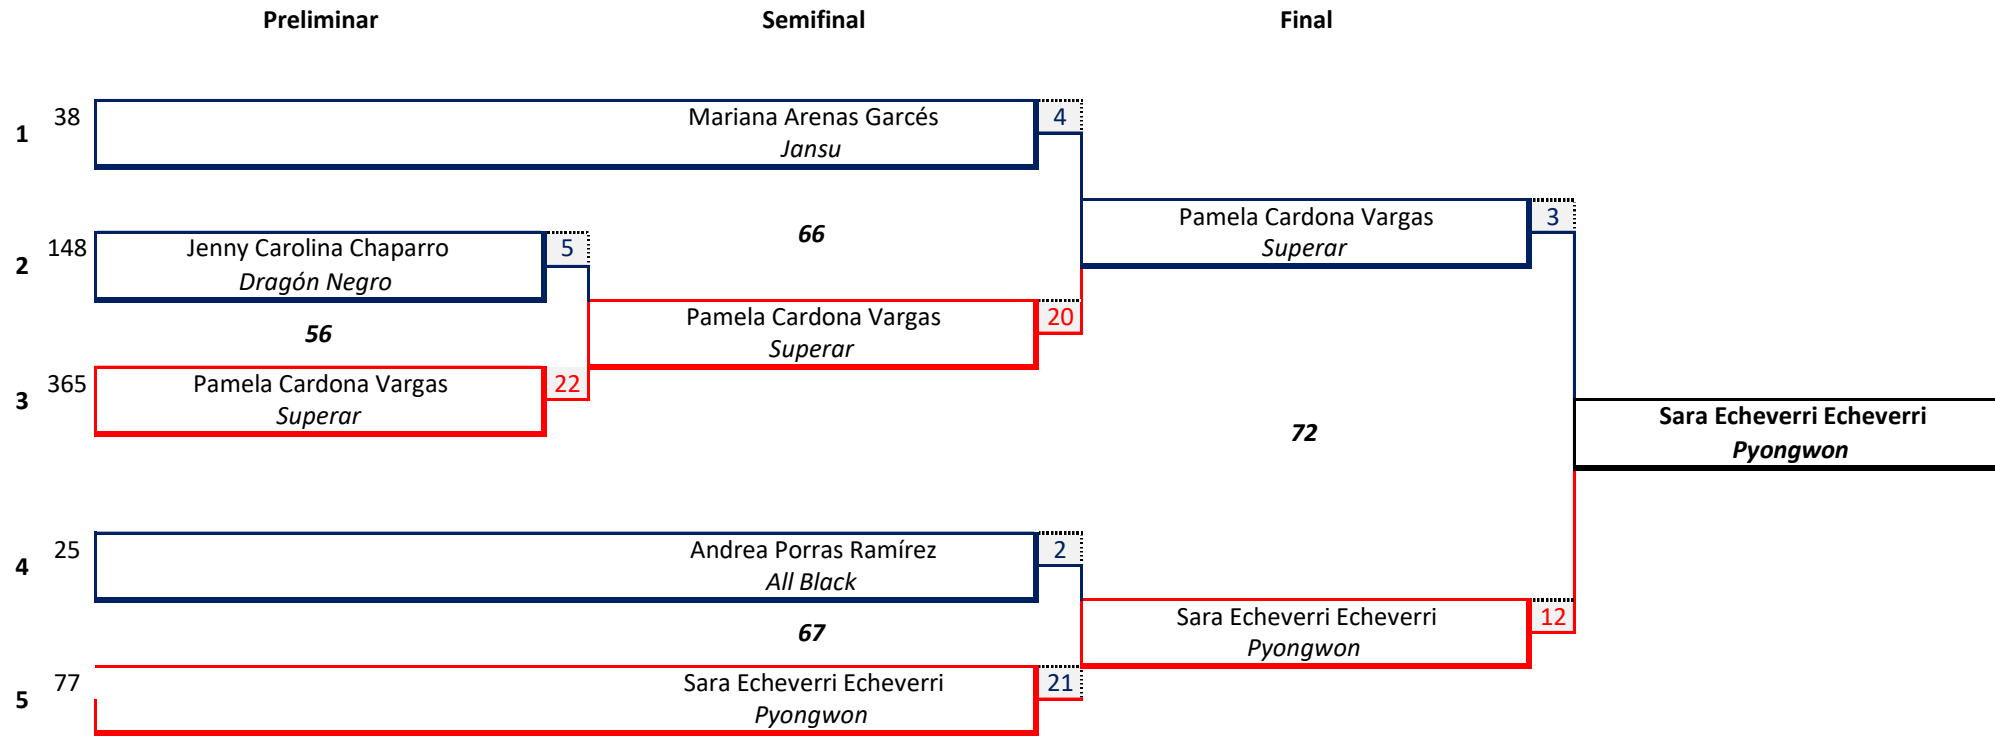 Preliminar Semifinal Final
1 38 Mariana Arenas Garcés 4
Jansu
2 148 Jenny Carolina Chaparro 5
Dragón Negro
66
Pamela Cardona Vargas 3
Superar
56
Pamela Cardona Vargas 20
Superar
3 365 Pamela Cardona Vargas 22
Superar
72
Sara Echeverri Echeverri
Pyongwon
4 25 Andrea Porras Ramírez 2
All Black
67
Sara Echeverri Echeverri 12
Pyongwon
5 77 Sara Echeverri Echeverri 21
Pyongwon